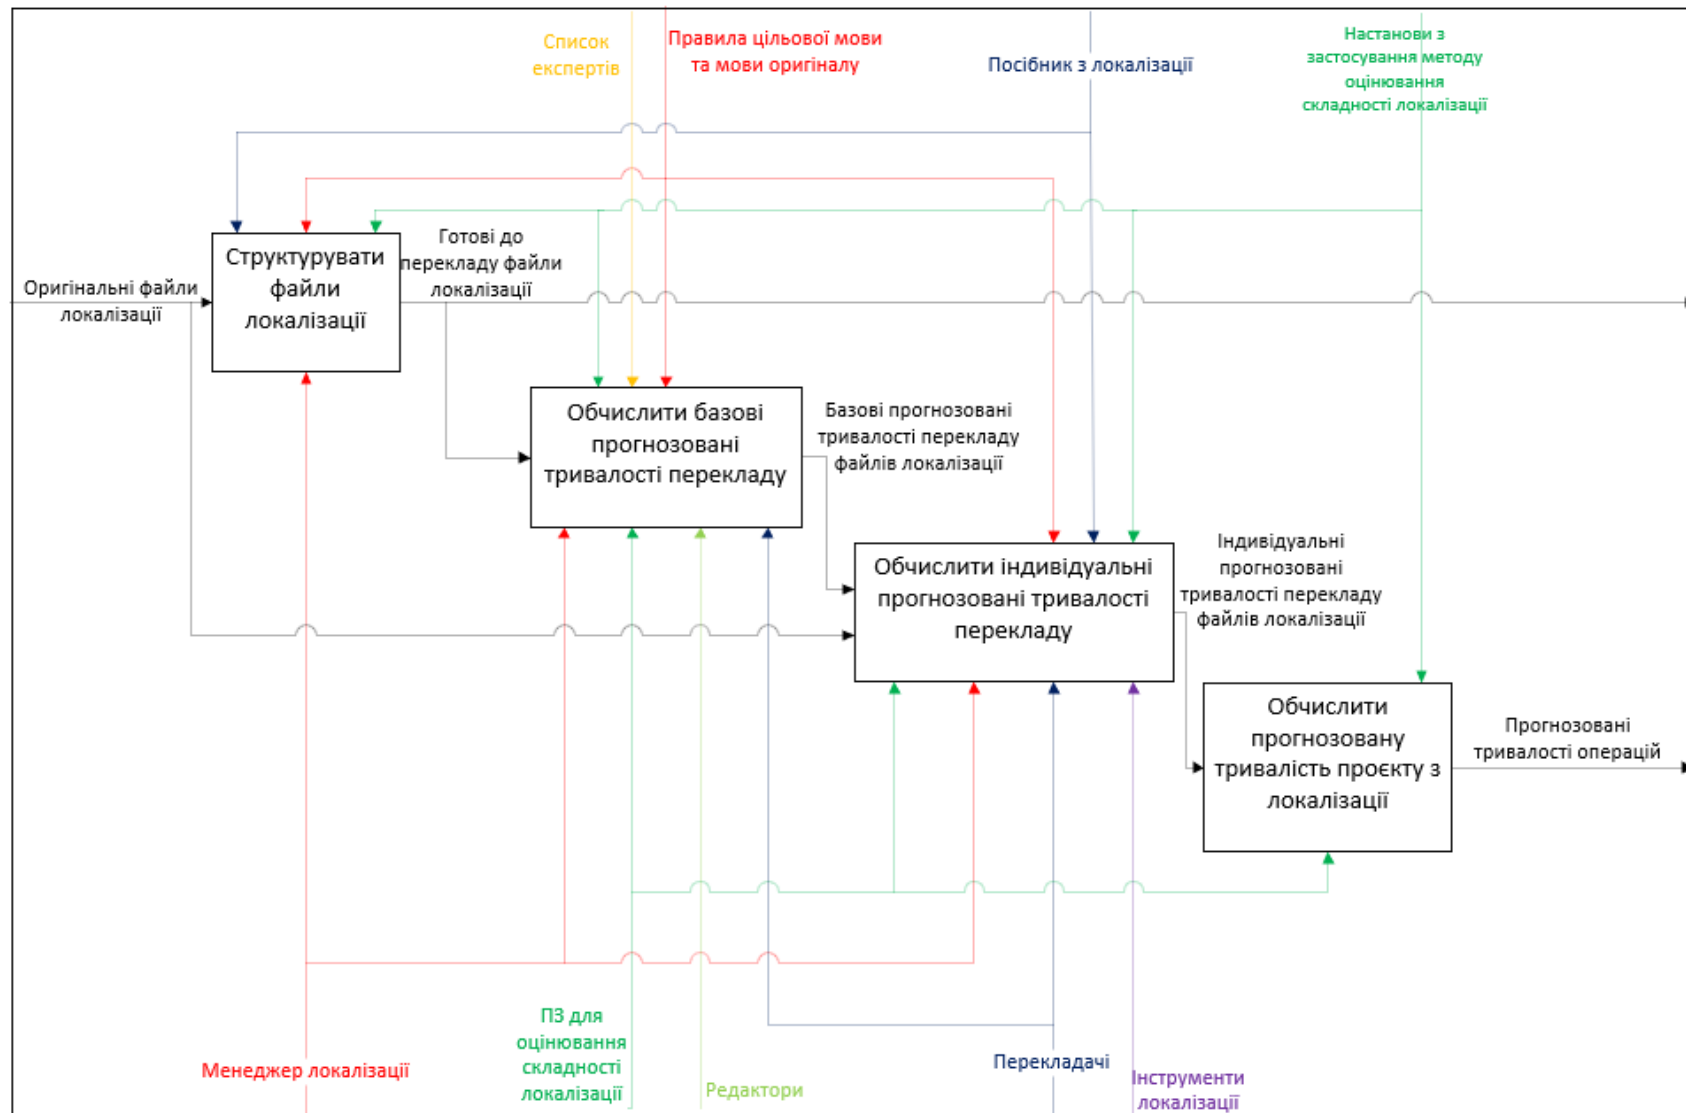 Список
експертів
Правила цільової мови
та мови оригіналу
Посібник з локалізації
Настанови з
застосування методу
оцінювання
складності локалізації
Оригінальні файли
локалізації
Структурувати
файли
локалізації
Готові до
перекладу файли
локалізації
Обчислити базові
прогнозовані
тривалості перекладу
Базові прогнозовані
тривалості перекладу
файлів локалізації
Обчислити індивідуальні
прогнозовані тривалості
перекладу
Індивідуальні
прогнозовані
тривалості перекладу
файлів локалізації
Обчислити
прогнозовану
тривалість проєкту з
локалізації
Прогнозовані
тривалості операцій
Менеджер локалізації
ПЗ для
оцінювання
складності
локалізації
Редактори
Перекладачі
Інструменти
локалізації